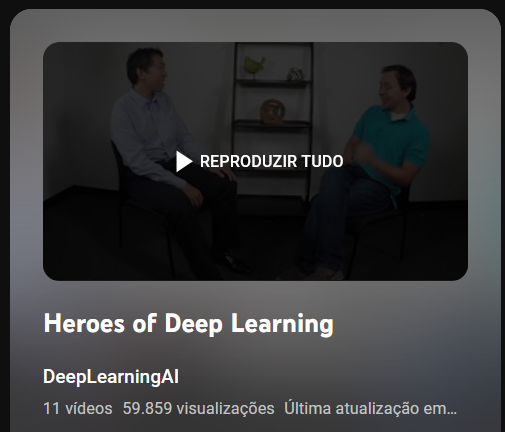 REPRODUZIR TUDO
Heroes of Deep Learning
DeepLearningAI
11 vídeos 59.859 visualizações Última atualização em…